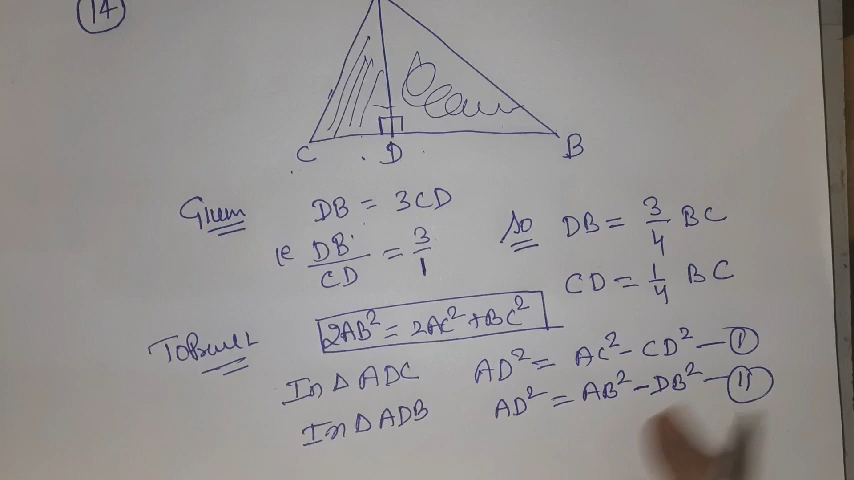 14
C D B
Given DB = 3CD
ie DB/CD = 3/1 so DB = 3/4 BC
CD = 1/4 BC
To Prove 2AB² = 2AC² + BC²
In Δ ADC AD² = AC² - CD² - I
In Δ ADB AD² = AB² - DB² - II